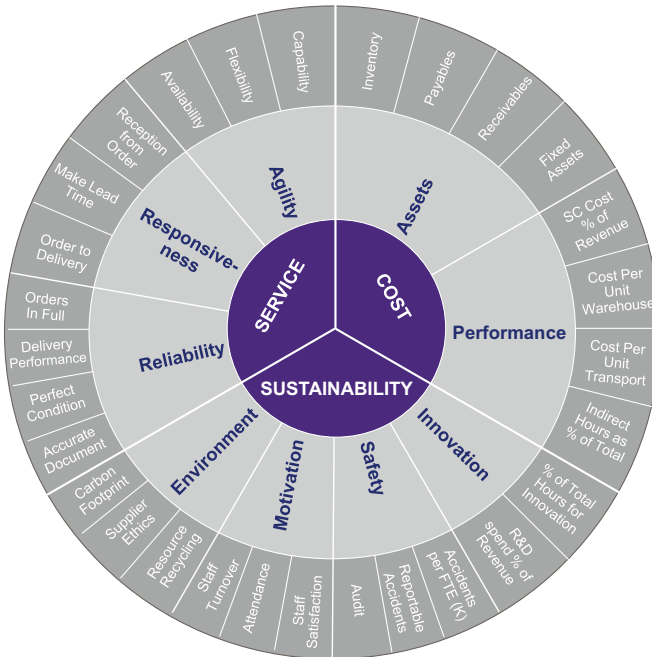 SERVICE
COST
SUSTAINABILITY
Agility
Assets
Performance
Innovation
Safety
Motivation
Environment
Reliability
Responsive-
ness
Inventory
Payables
Receivables
Fixed
Assets
SC Cost
% of
Revenue
Cost Per
Unit
Warehouse
Cost Per
Unit
Transport
Indirect
Hours as
% of Total
% of Total
Hours for
Innovation
R&D
spend % of
Revenue
Accidents
per FTE (K)
Reportable
Accidents
Audit
Staff
Satisfaction
Attendance
Staff
Turnover
Resource
Recycling
Supplier
Ethics
Carbon
Footprint
Accurate
Document
Perfect
Condition
Delivery
Performance
Orders
In Full
Order to
Delivery
Make Lead
Time
Reception
from
Order
Availability
Flexibility
Capability